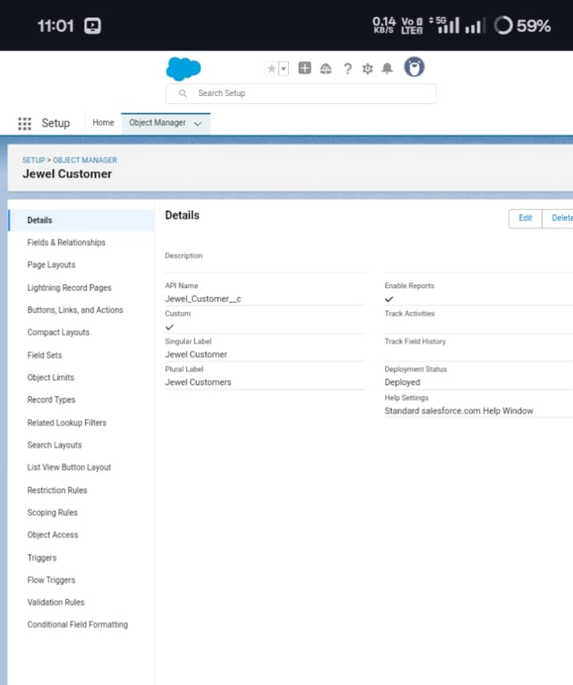 11:01
0.14 KB/S Vo LTE 5G 59%
Search Setup
Setup Home Object Manager
SETUP > OBJECT MANAGER
Jewel Customer
Details
Fields & Relationships
Page Layouts
Lightning Record Pages
Buttons, Links, and Actions
Compact Layouts
Field Sets
Object Limits
Record Types
Related Lookup Filters
Search Layouts
List View Button Layout
Restriction Rules
Scoping Rules
Object Access
Triggers
Flow Triggers
Validation Rules
Conditional Field Formatting
Details
Edit Delete
Description
API Name
Jewel_Customer__c
Custom
Singular Label
Jewel Customer
Plural Label
Jewel Customers
Enable Reports
Track Activities
Track Field History
Deployment Status
Deployed
Help Settings
Standard salesforce.com Help Window